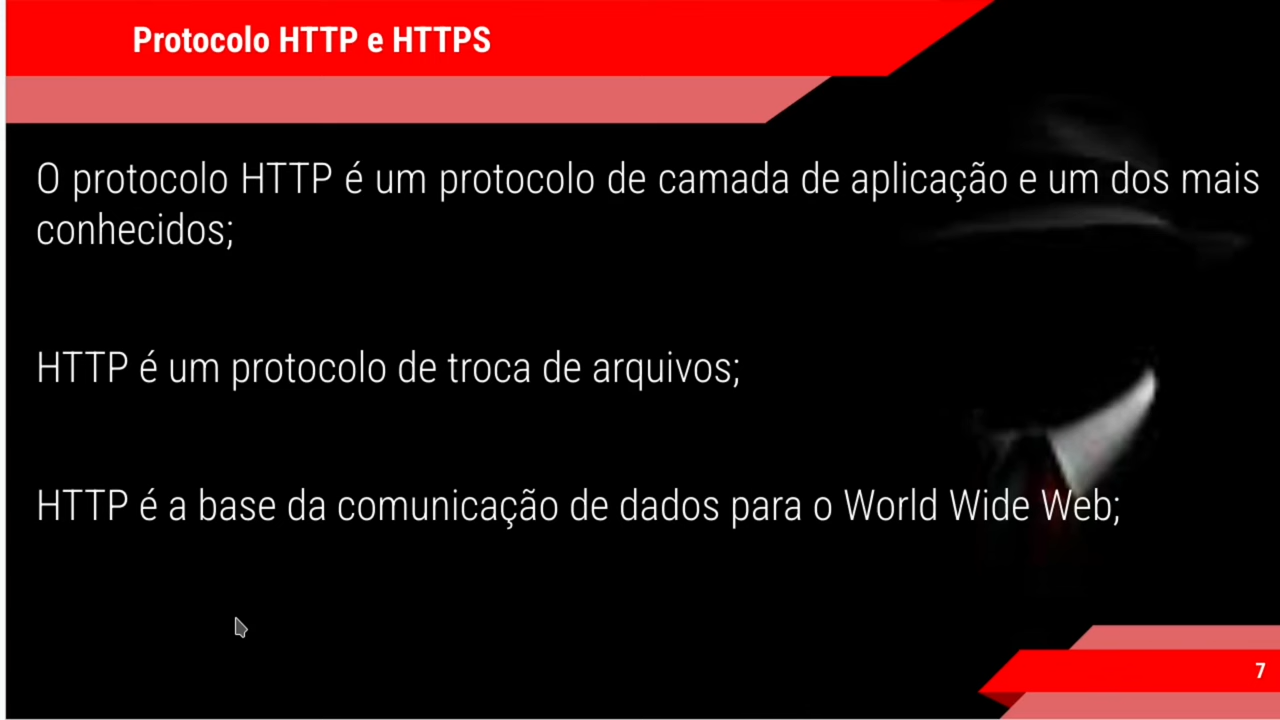 Protocolo HTTP e HTTPS
O protocolo HTTP é um protocolo de camada de aplicação e um dos mais
conhecidos;
HTTP é um protocolo de troca de arquivos;
HTTP é a base da comunicação de dados para o World Wide Web;
7